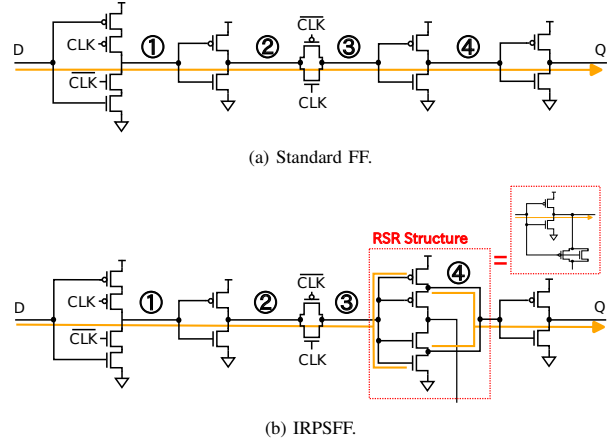 CLK
① ② ③ ④
D Q
CLK
CLK
CLK
(a) Standard FF.
RSR Structure
=
CLK
① ② ③ ④
D Q
CLK
CLK
CLK
(b) IRPSFF.